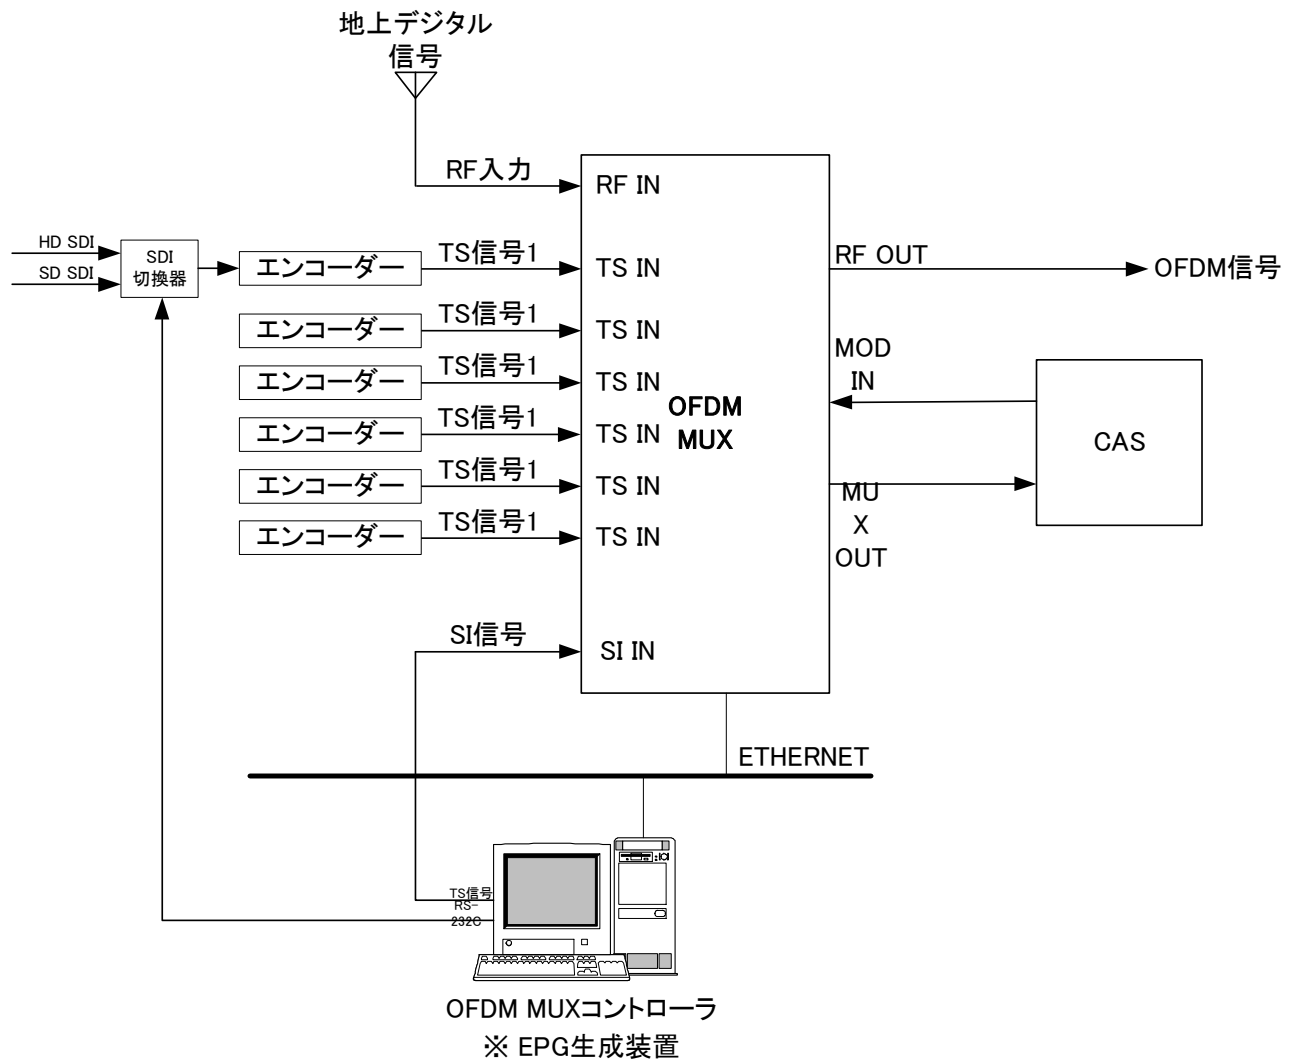 地上デジタル
信号
RF入力
RF IN
HD SDI
SD SDI
SDI
切換器
エンコーダー
TS信号1
TS IN
RF OUT
OFDM信号
エンコーダー
TS信号1
TS IN
MOD
IN
エンコーダー
TS信号1
TS IN
OFDM
MUX
エンコーダー
TS信号1
TS IN
CAS
エンコーダー
TS信号1
TS IN
MU
X
OUT
エンコーダー
TS信号1
TS IN
SI信号
SI IN
ETHERNET
TS信号
RS-
232C
OFDM MUXコントローラ
※ EPG生成装置